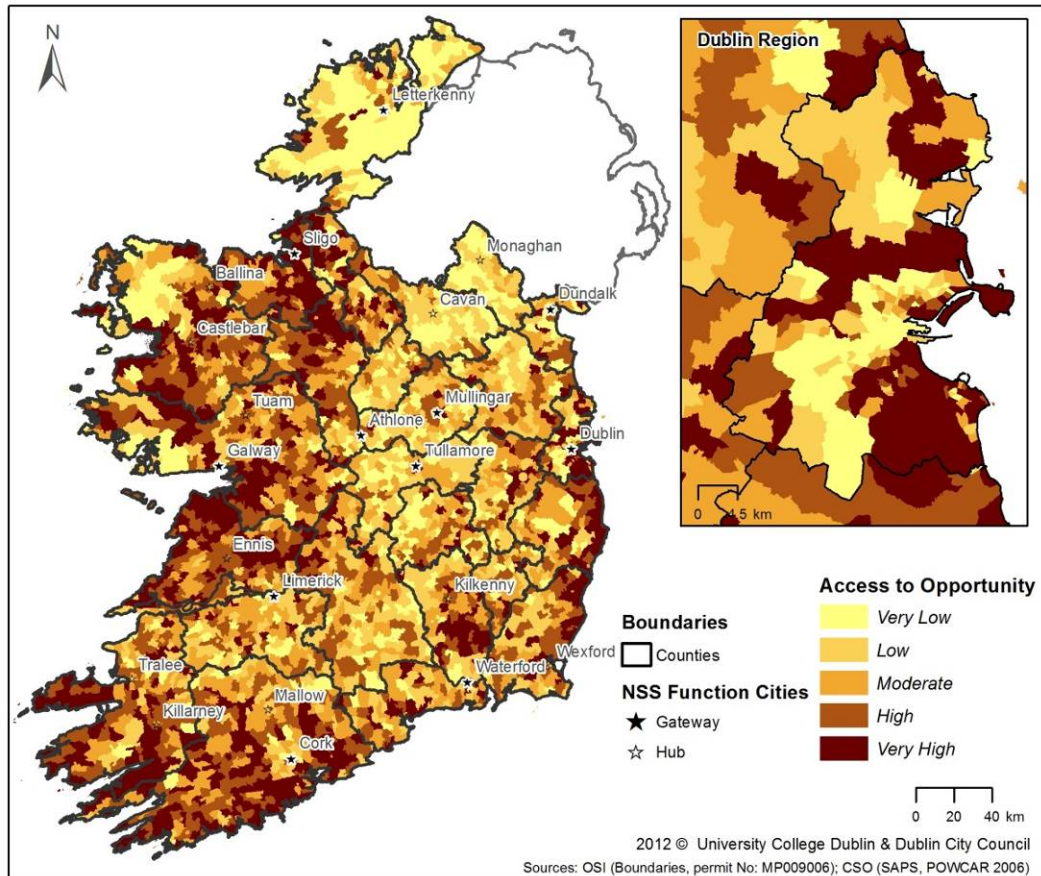 N
Letterkenny
Sligo
Ballina
Monaghan
Cavan
Dundalk
Castlebar
Tuam
Mullingar
Athlone
Dublin
Galway
Tullamore
Ennis
Limerick
Kilkenny
Tralee
Wexford
Waterford
Mallow
Killarney
Cork
Dublin Region
0 4.5 km
Boundaries
Counties
NSS Function Cities
Gateway
Hub
Access to Opportunity
Very Low
Low
Moderate
High
Very High
0 20 40 km
2012 © University College Dublin & Dublin City Council
Sources: OSI (Boundaries, permit No: MP009006); CSO (SAPS, POWCAR 2006)